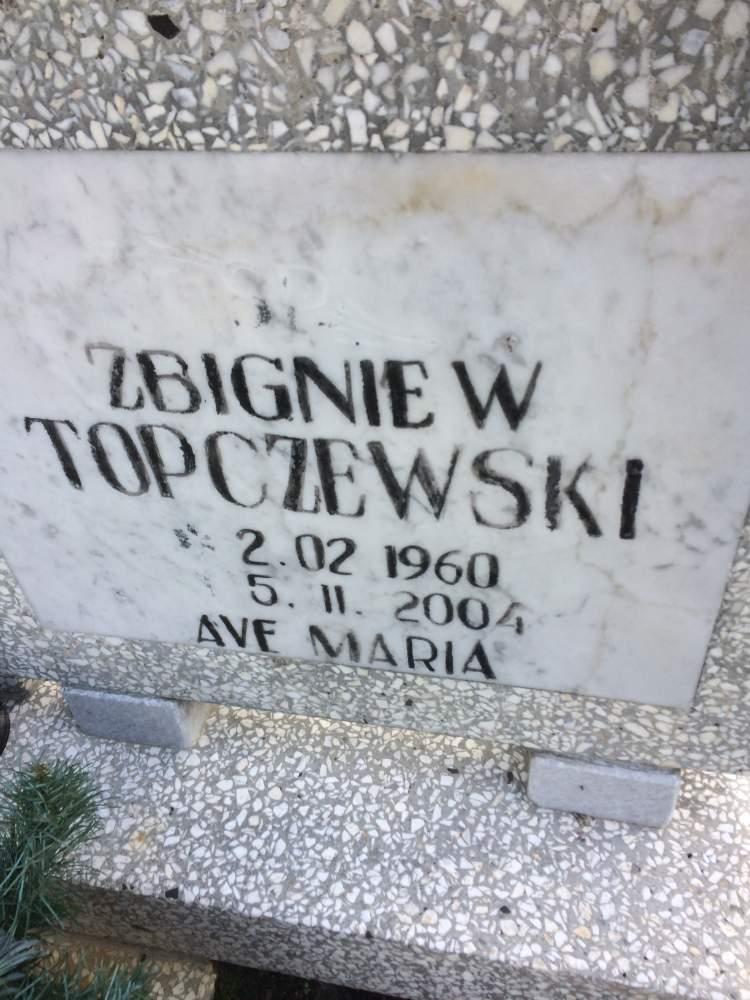 ZBIGNIEW
TOPCZEWSKI
2.02 1960
5.11.2004
AVE MARIA